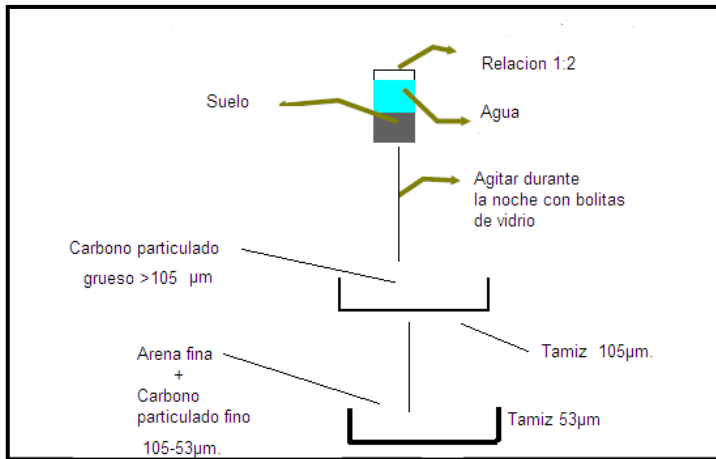 Relacion 1:2
Suelo
Agua
Agitar durante
la noche con bolitas
de vidrio
Carbono particulado
grueso >105 µm
Tamiz 105µm.
Arena fina
+
Carbono
particulado fino
105-53µm.
Tamiz 53µm